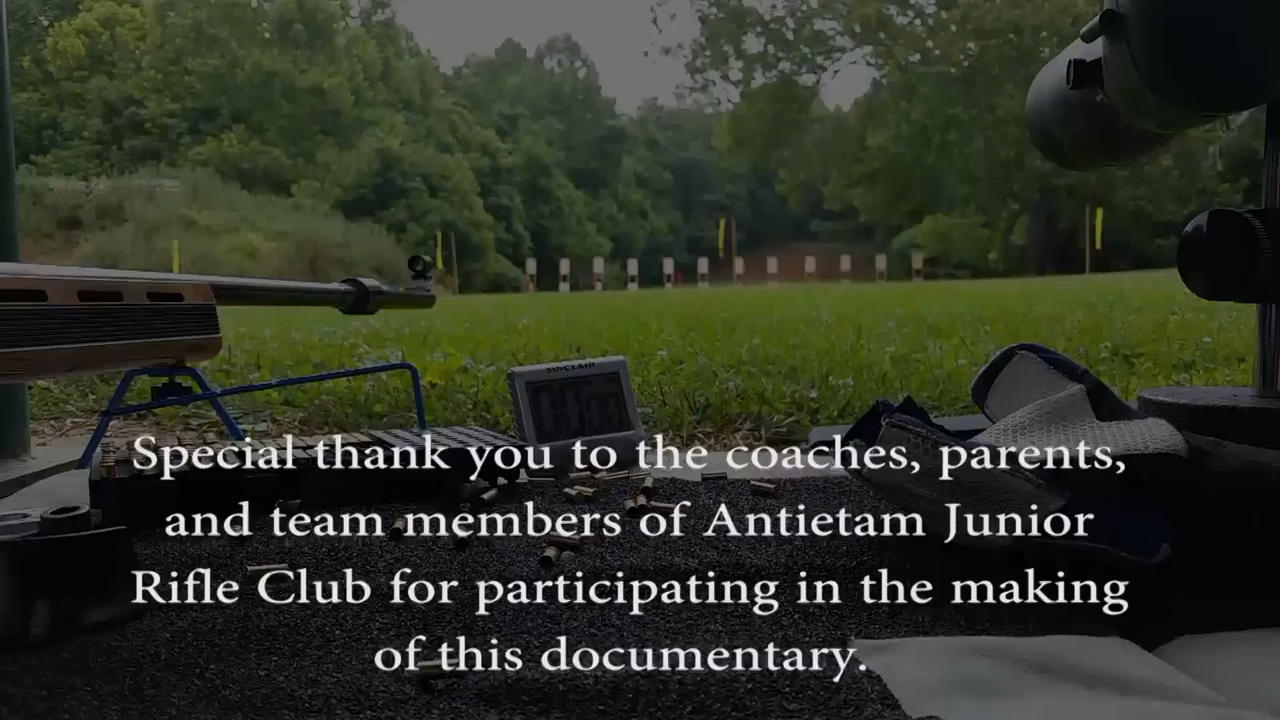 SINCLAIR
Special thank you to the coaches, parents,
and team members of Antietam Junior
Rifle Club for participating in the making
of this documentary.